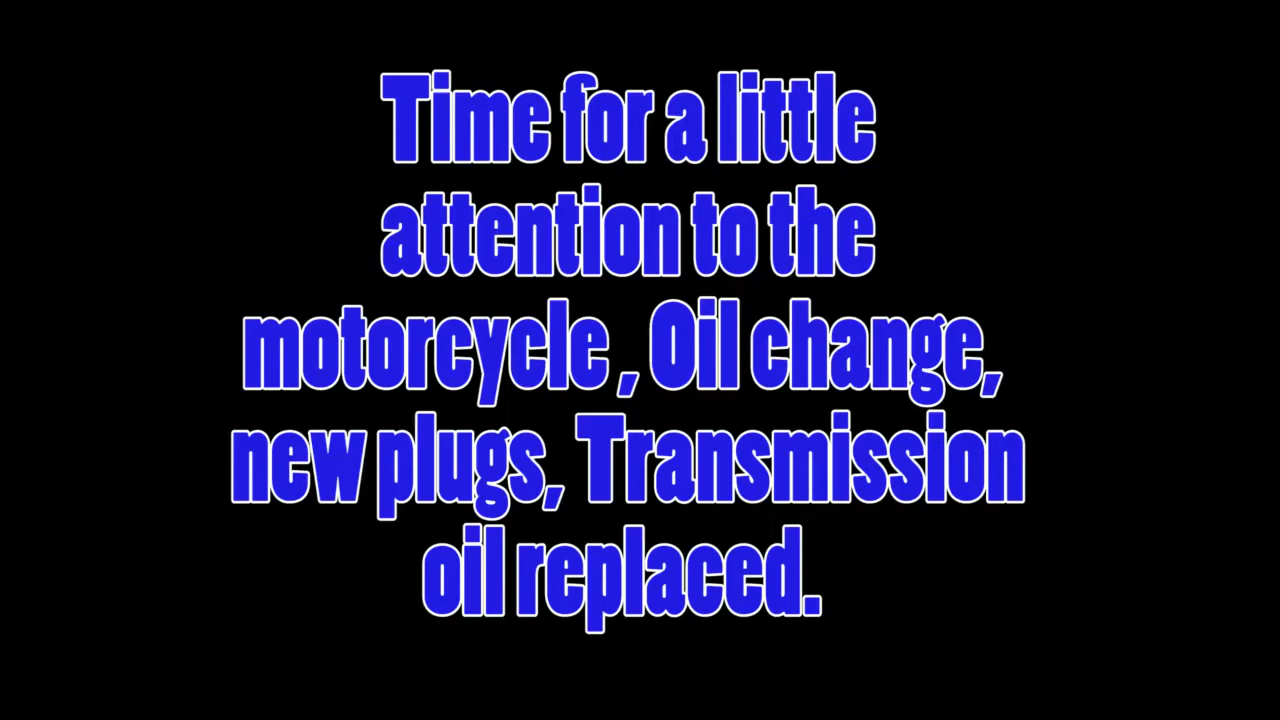 Time for a little
attention to the
motorcycle , Oil change,
new plugs, Transmission
oil replaced.